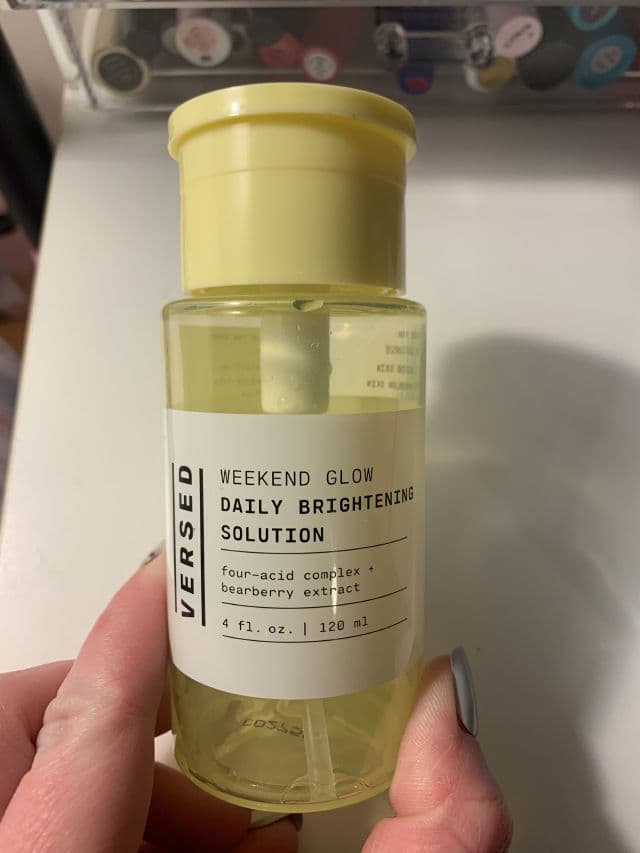 VERSED
WEEKEND GLOW
DAILY BRIGHTENING
SOLUTION
four-acid complex +
bearberry extract
4 fl. oz. | 120 ml